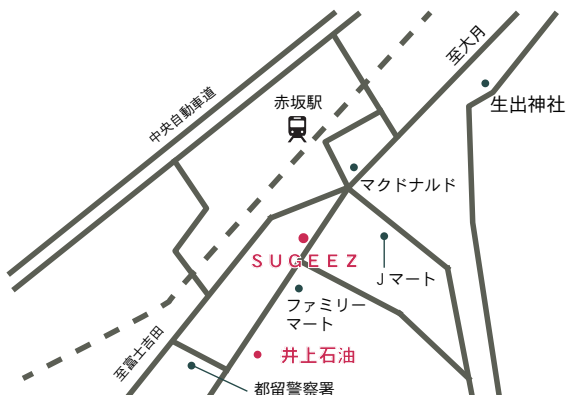 至大月
赤坂駅
生出神社
中央自動車道
マクドナルド
ＳＵＧＥＥＺ
Ｊマート
ファミリー
マート
至富士吉田
井上石油
都留警察署